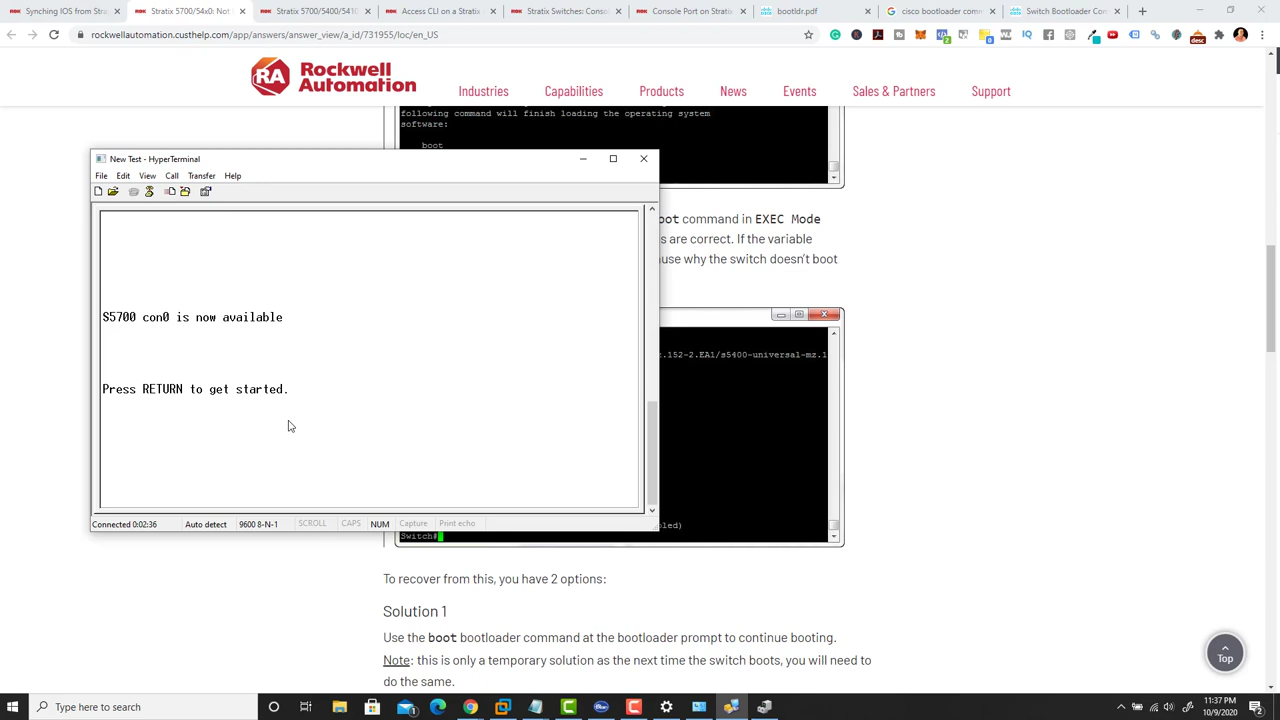 Synching IOS from Stra
Stratix 5700/54x0: Not
Stratix 5700/5400/5410
Access CLI on a Stratix
Stratix Switches: Conso
Console Port on Stratix
bootldr.pdf
cisco bootloader comm
Switch Bootloader Com
rockwellautomation.custhelp.com/app/answers/answer_view/a_id/731955/loc/en_US
RA Rockwell Automation
Industries
Capabilities
Products
News
Events
Sales & Partners
Support
following command will finish loading the operating system
software:
boot
New Test - HyperTerminal
File Edit View Call Transfer Help
oot command in EXEC Mode
s are correct. If the variable
use why the switch doesn't boot
S5700 con0 is now available
z.152-2.EA1/s5400-universal-mz.1
Press RETURN to get started.
Connected 0:02:36
Auto detect
9600 8-N-1
SCROLL
CAPS
NUM
Capture
Print echo
bled)
Switch#
To recover from this, you have 2 options:
Solution 1
Use the boot bootloader command at the bootloader prompt to continue booting.
Note: this is only a temporary solution as the next time the switch boots, you will need to
do the same.
Top
Type here to search
11:37 PM
10/9/2020